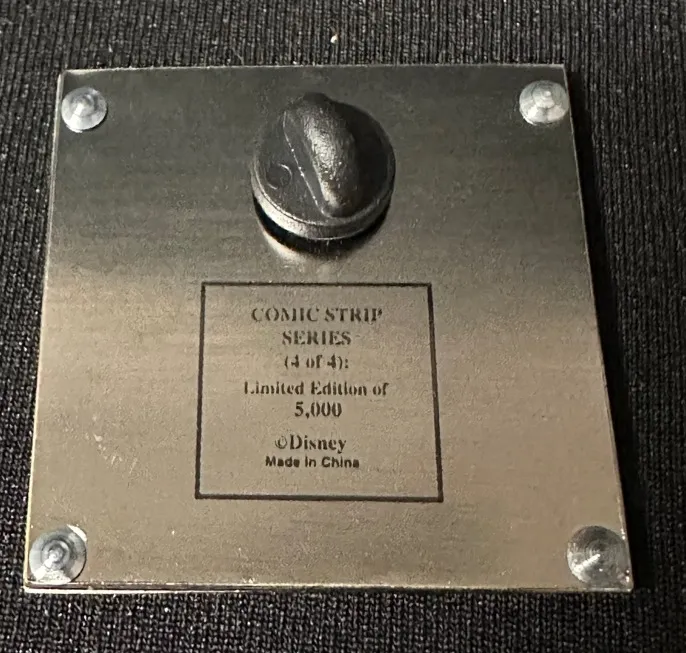 COMIC STRIP
SERIES
(4 of 4):
Limited Edition of
5,000
©Disney
Made in China